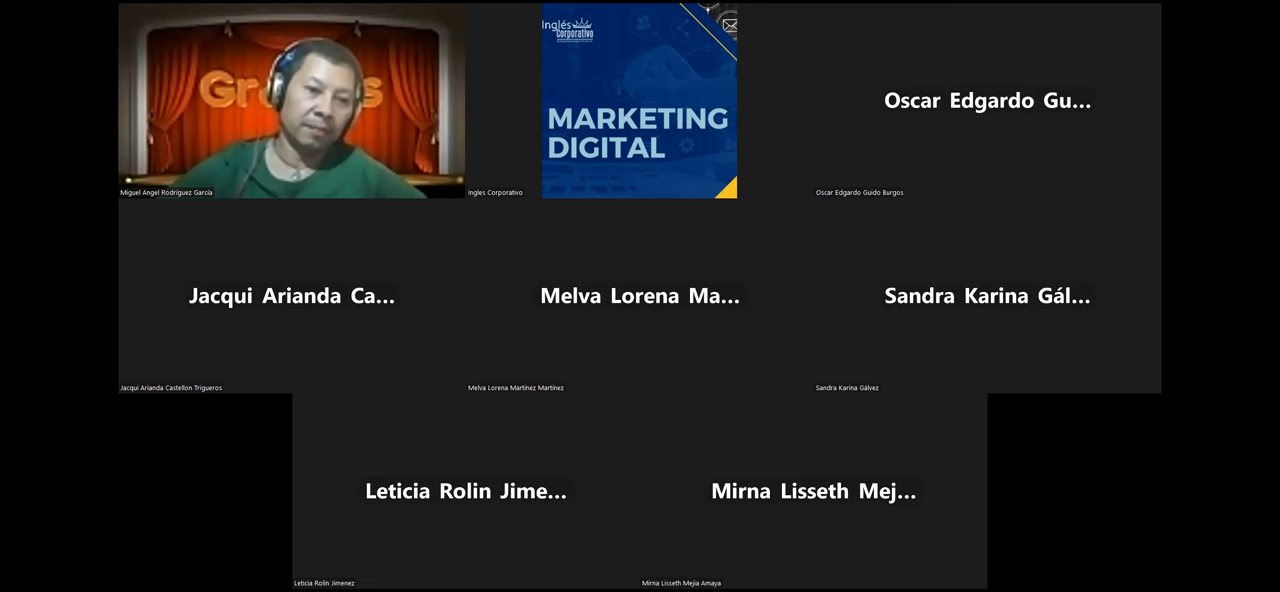 Gr s
Miguel Angel Rodríguez García
Inglés
Corporativo
MARKETING
DIGITAL
Ingles Corporativo
Oscar Edgardo Gu...
Oscar Edgardo Guido Burgos
Jacqui Arianda Ca...
Jacqui Arianda Castellon Trigueros
Melva Lorena Ma...
Melva Lorena Martínez Martínez
Sandra Karina Gál...
Sandra Karina Gálvez
Leticia Rolin Jime...
Leticia Rolin Jimenez
Mirna Lisseth Mej...
Mirna Lisseth Mejia Amaya